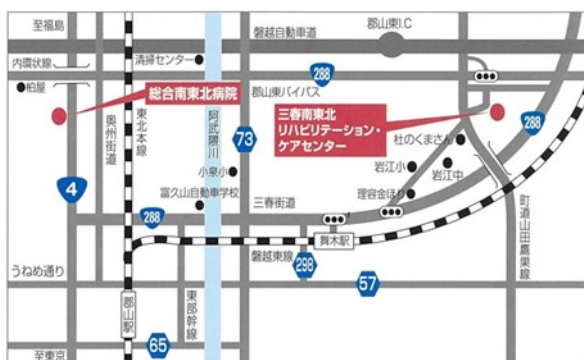 至福島
磐越自動車道
郡山東I.C
内環状線
清掃センター
288
柏屋
総合南東北病院
郡山東バイパス
三春南東北
リハビリテーション・
ケアセンター
288
奥州街道
東北本線
阿武隈川
73
杜のくまさん
小泉小
岩江小
岩江中
4
富久山自動車学校
理容金ほり
三春街道
288
舞木駅
町道山田鷹巣線
磐越東線
298
うねめ通り
57
郡山駅
東部幹線
65
至東京